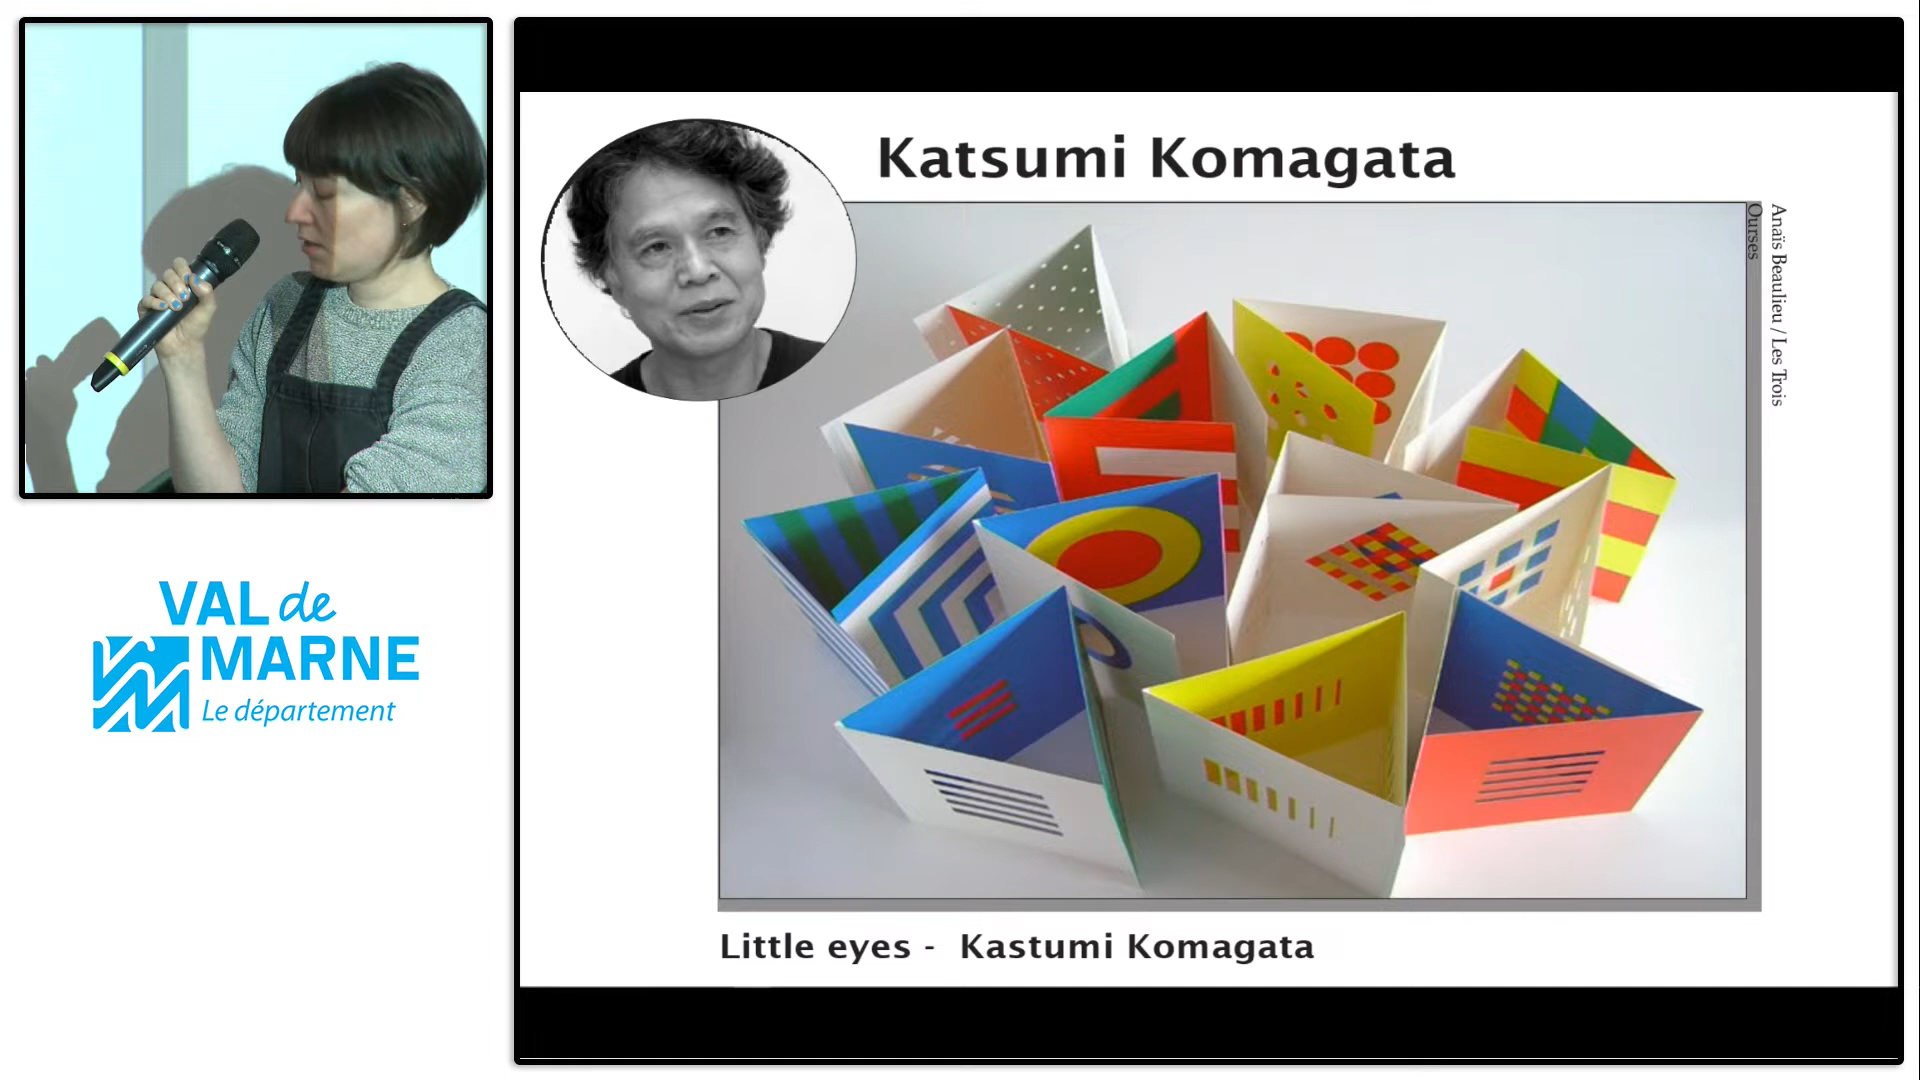 VAL de
MARNE
Le département
Katsumi Komagata
Anaïs Beaulieu / Les Trois
Ourses
Little eyes - Kastumi Komagata